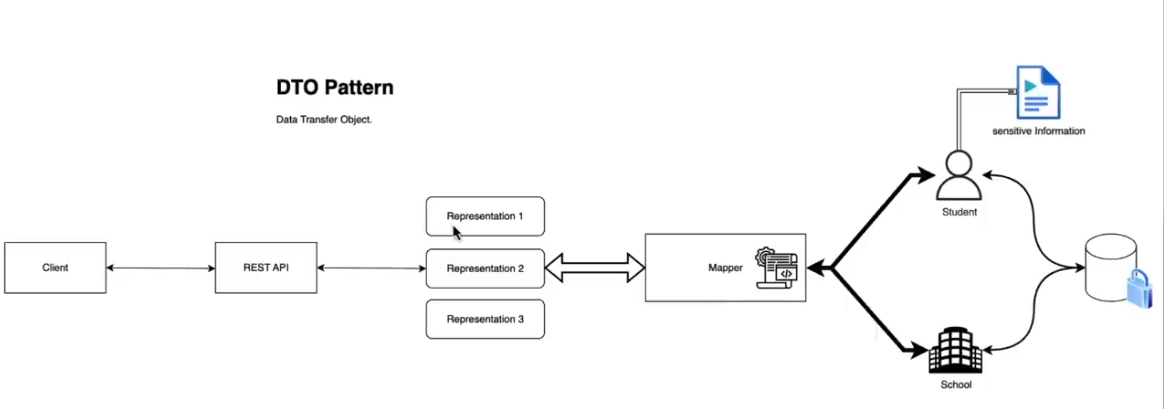 DTO Pattern
Data Transfer Object.
sensitive Information
Student
Representation 1
Client
REST API
Representation 2
Mapper
</>
Representation 3
School